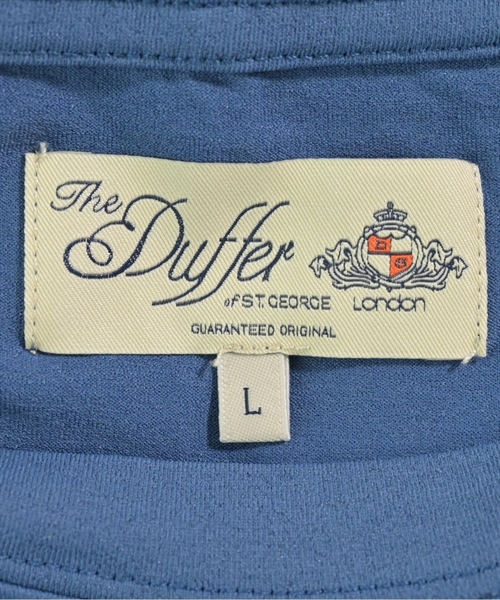 The
Duffer
of ST. GEORGE
London
GUARANTEED ORIGINAL
L